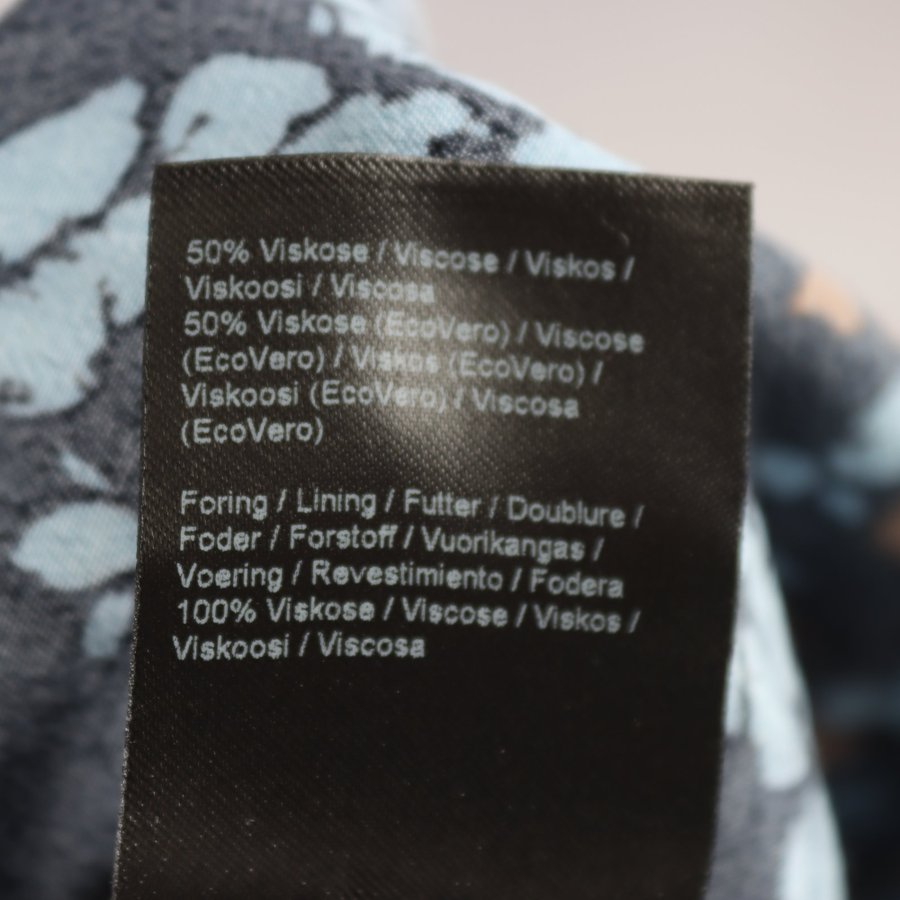 50% Viskose / Viscose / Viskos /
Viskoosi / Viscosa
50% Viskose (EcoVero) / Viscose
(EcoVero) / Viskos (EcoVero) /
Viskoosi (EcoVero) / Viscosa
(EcoVero)
Foring / Lining / Futter / Doublure /
Foder / Forstoff / Vuorikangas /
Voering / Revestimiento / Fodera
100% Viskose / Viscose / Viskos /
Viskoosi / Viscosa